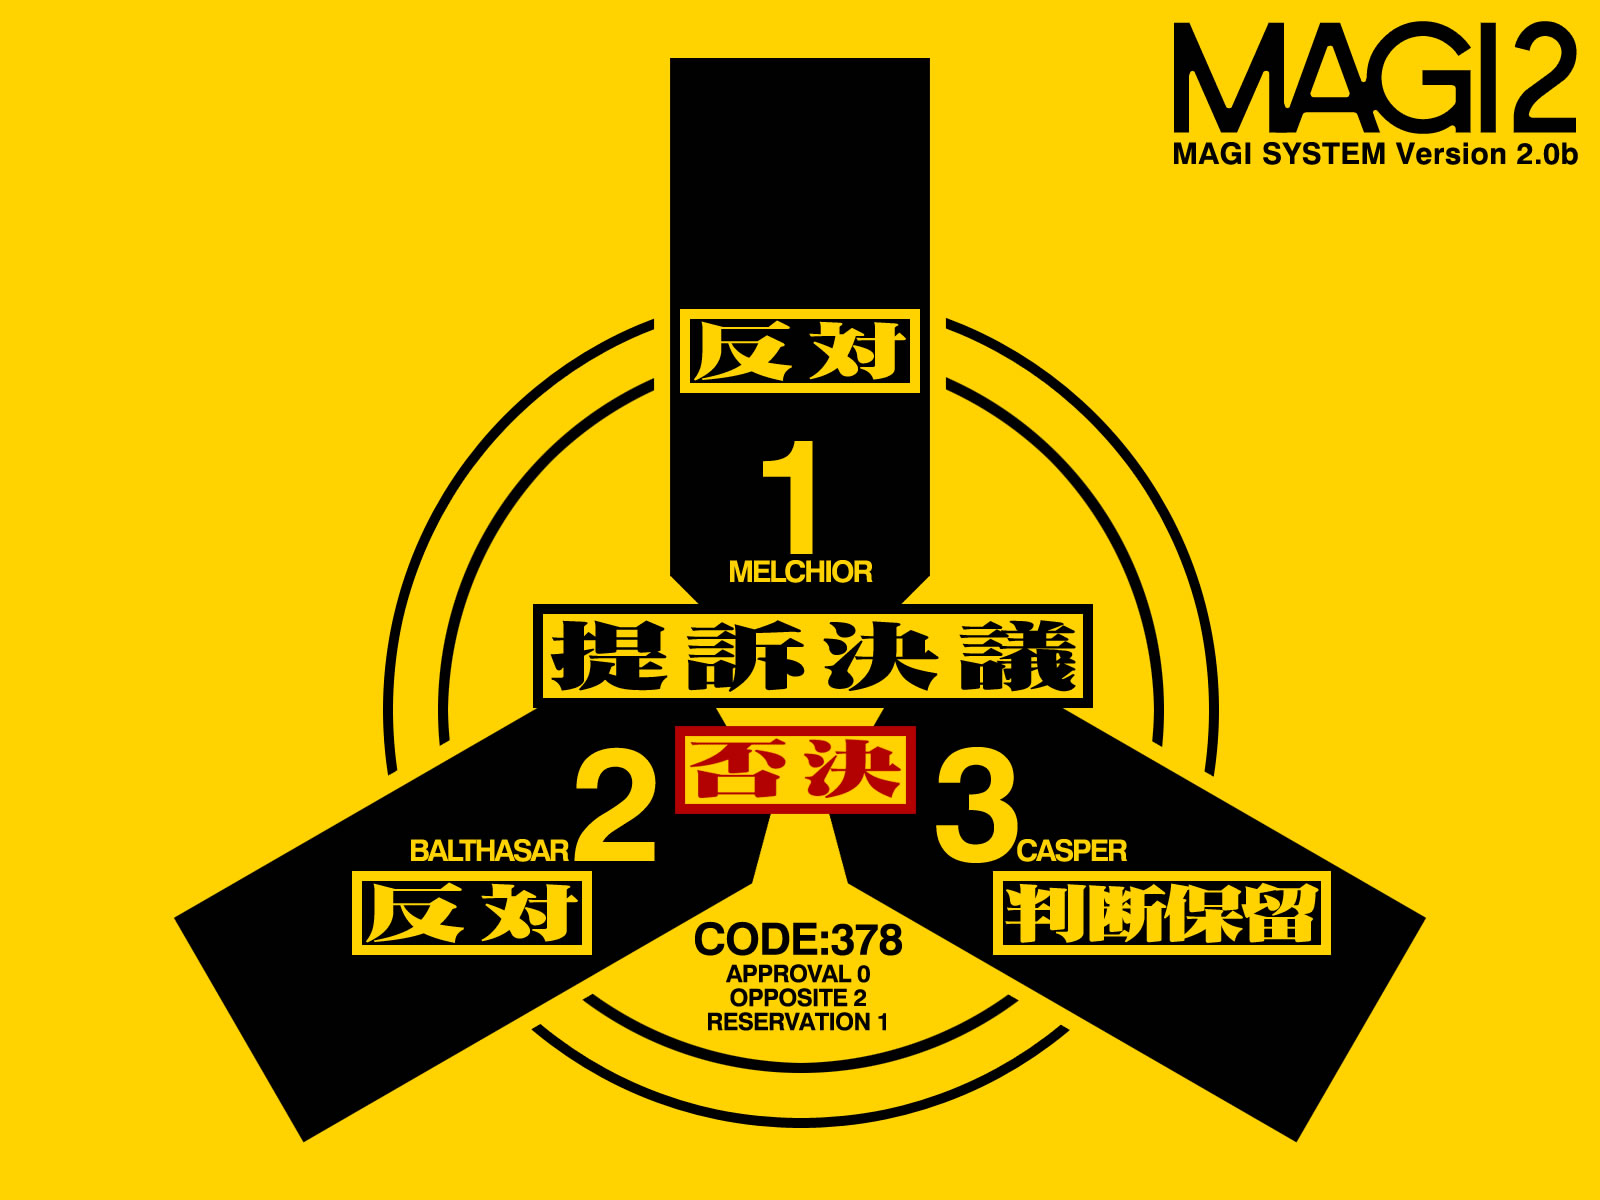 MAGI2
MAGI SYSTEM Version 2.0b
反対
1
MELCHIOR
提訴決議
否決
2
BALTHASAR
反対
3
CASPER
判断保留
CODE:378
APPROVAL 0
OPPOSITE 2
RESERVATION 1